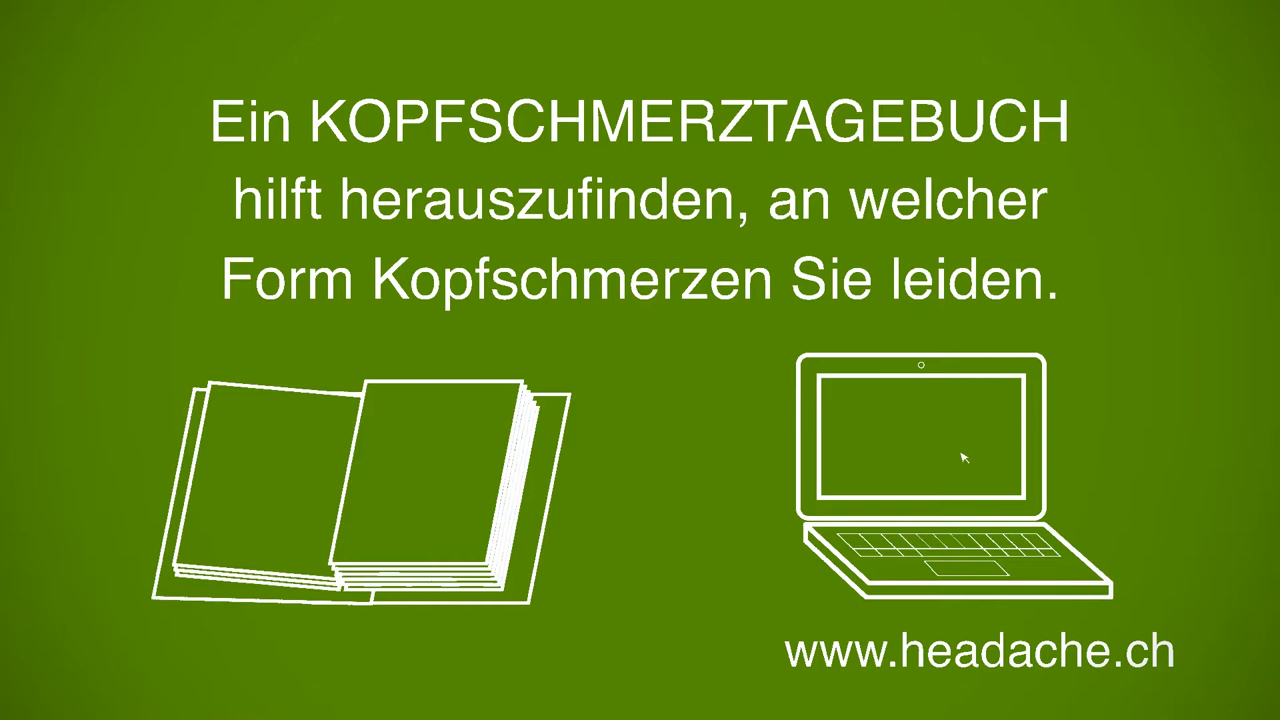 Ein KOPFSCHMERZTAGEBUCH
hilft herauszufinden, an welcher
Form Kopfschmerzen Sie leiden.
www.headache.ch